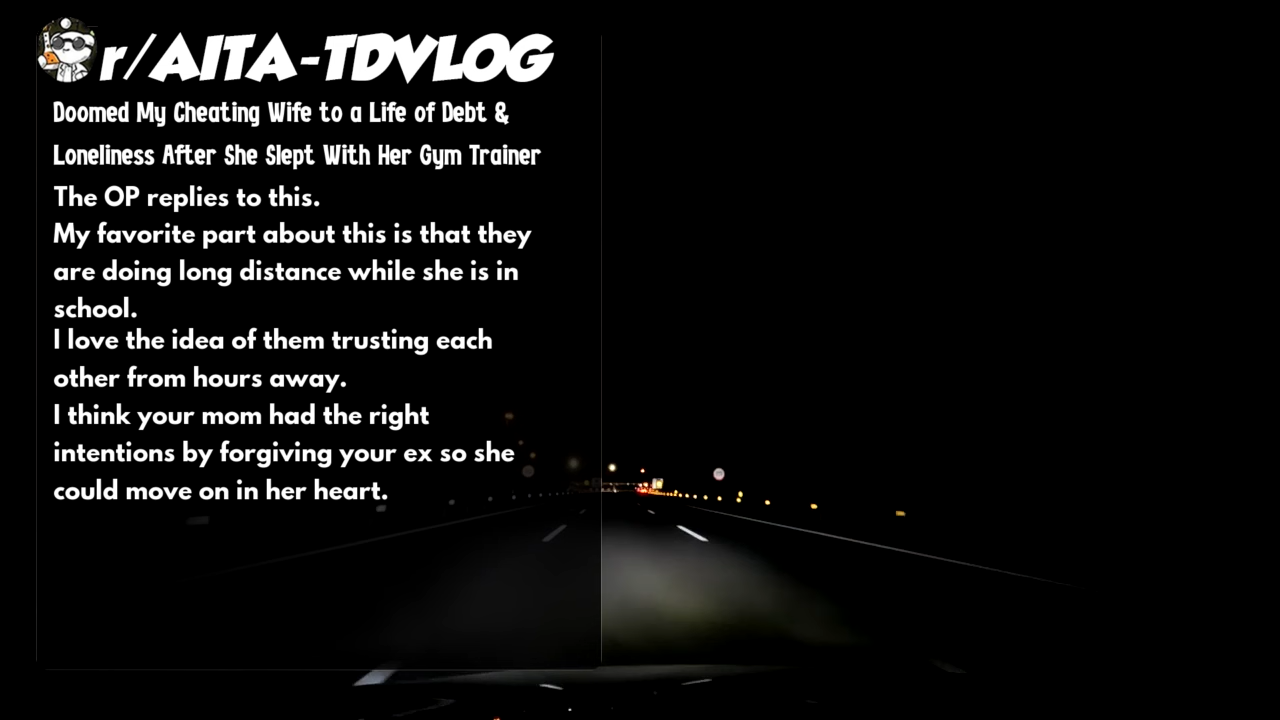 r/AITA-TDVLOG
Doomed My Cheating Wife to a Life of Debt &
Loneliness After She Slept With Her Gym Trainer
The OP replies to this.
My favorite part about this is that they
are doing long distance while she is in
school.
I love the idea of them trusting each
other from hours away.
I think your mom had the right
intentions by forgiving your ex so she
could move on in her heart.